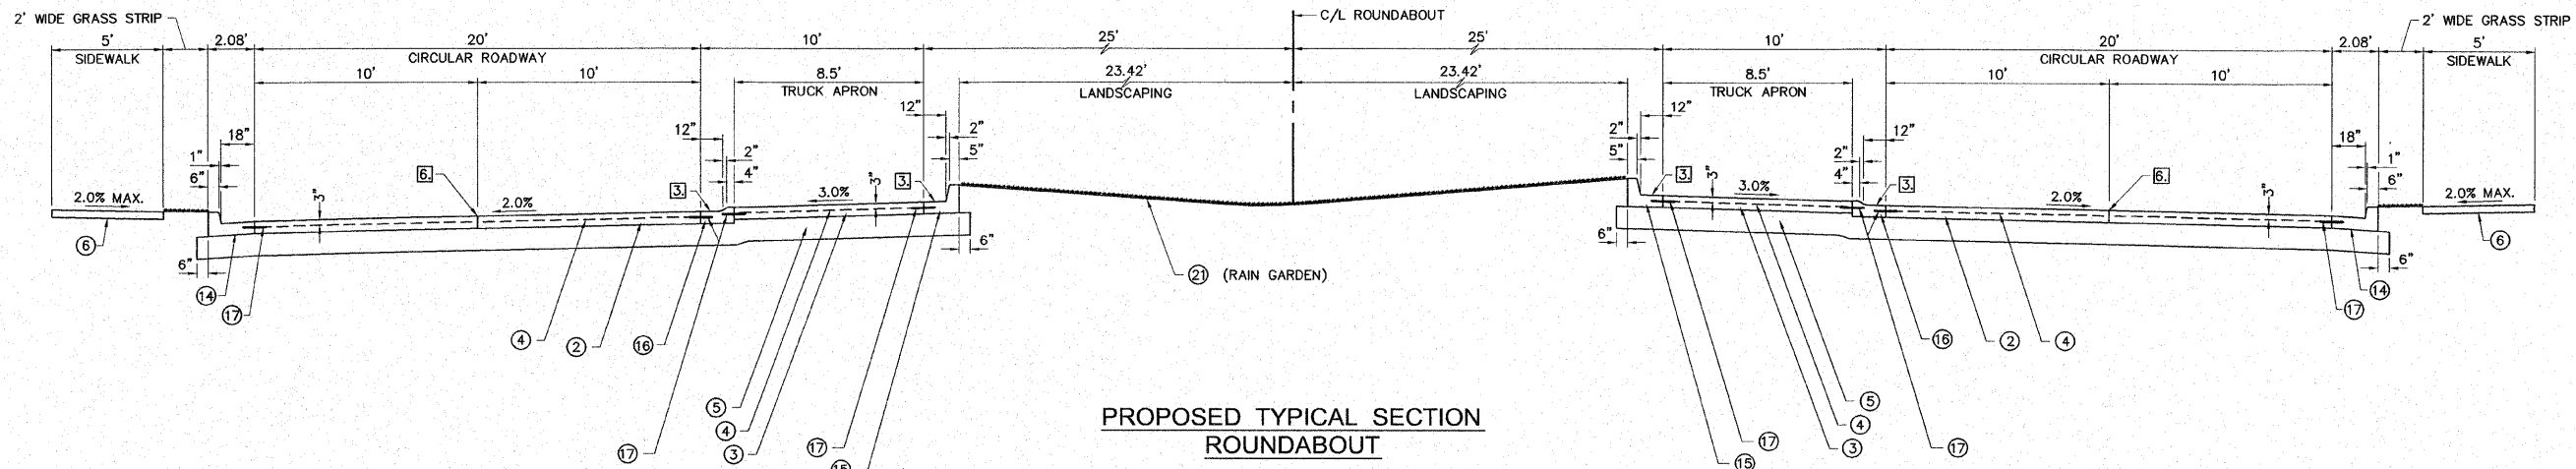 2' WIDE GRASS STRIP
C/L ROUNDABOUT
2' WIDE GRASS STRIP
5' 2.08' 20' 10' 25' 25' 10' 20' 2.08' 5'
SIDEWALK CIRCULAR ROADWAY CIRCULAR ROADWAY SIDEWALK
10' 10' 8.5' 23.42' 23.42' 8.5' 10' 10'
TRUCK APRON LANDSCAPING LANDSCAPING TRUCK APRON
12" 12"
18" 12" 2" 2" 12" 18"
1" 2" 5" 5" 2" 1"
6" 4" 4" 6"
6. 3. 3. 3. 3. 6.
2.0% MAX. 3" 2.0% 3.0% 3" 3" 3.0% 2.0% 3" 2.0% MAX.
6 6" 6" 6" 6" 6
14 21 (RAIN GARDEN) 14
17 17
4 2 16 16 2 4
5 5
4 4
17 3 17 15 15 17 3 17
PROPOSED TYPICAL SECTION
ROUNDABOUT